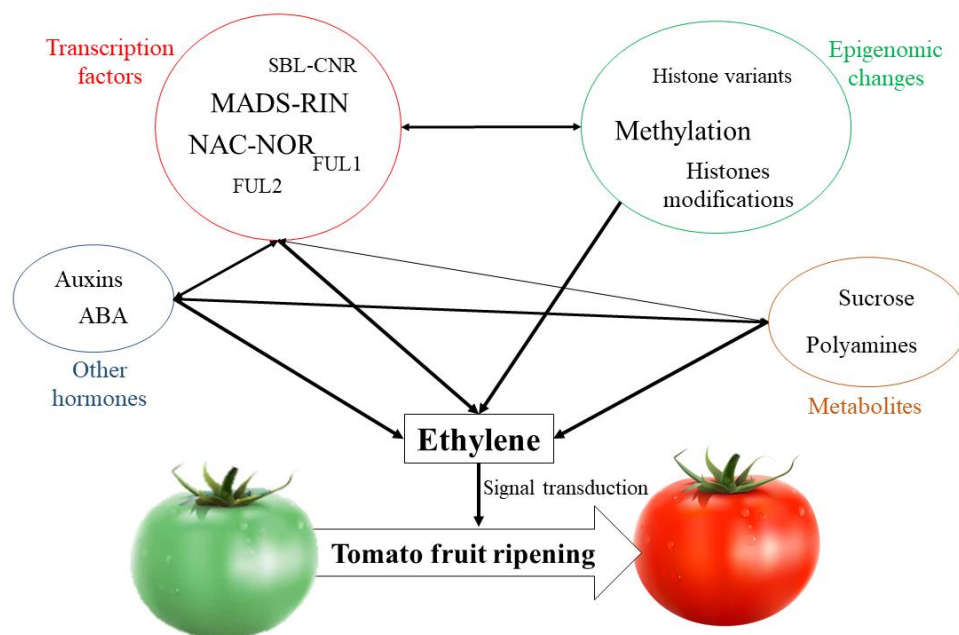 Transcription
factors
SBL-CNR
MADS-RIN
NAC-NOR
FUL1
FUL2
Epigenomic
changes
Histone variants
Methylation
Histones
modifications
Auxins
ABA
Other
hormones
Sucrose
Polyamines
Metabolites
Ethylene
Signal transduction
Tomato fruit ripening